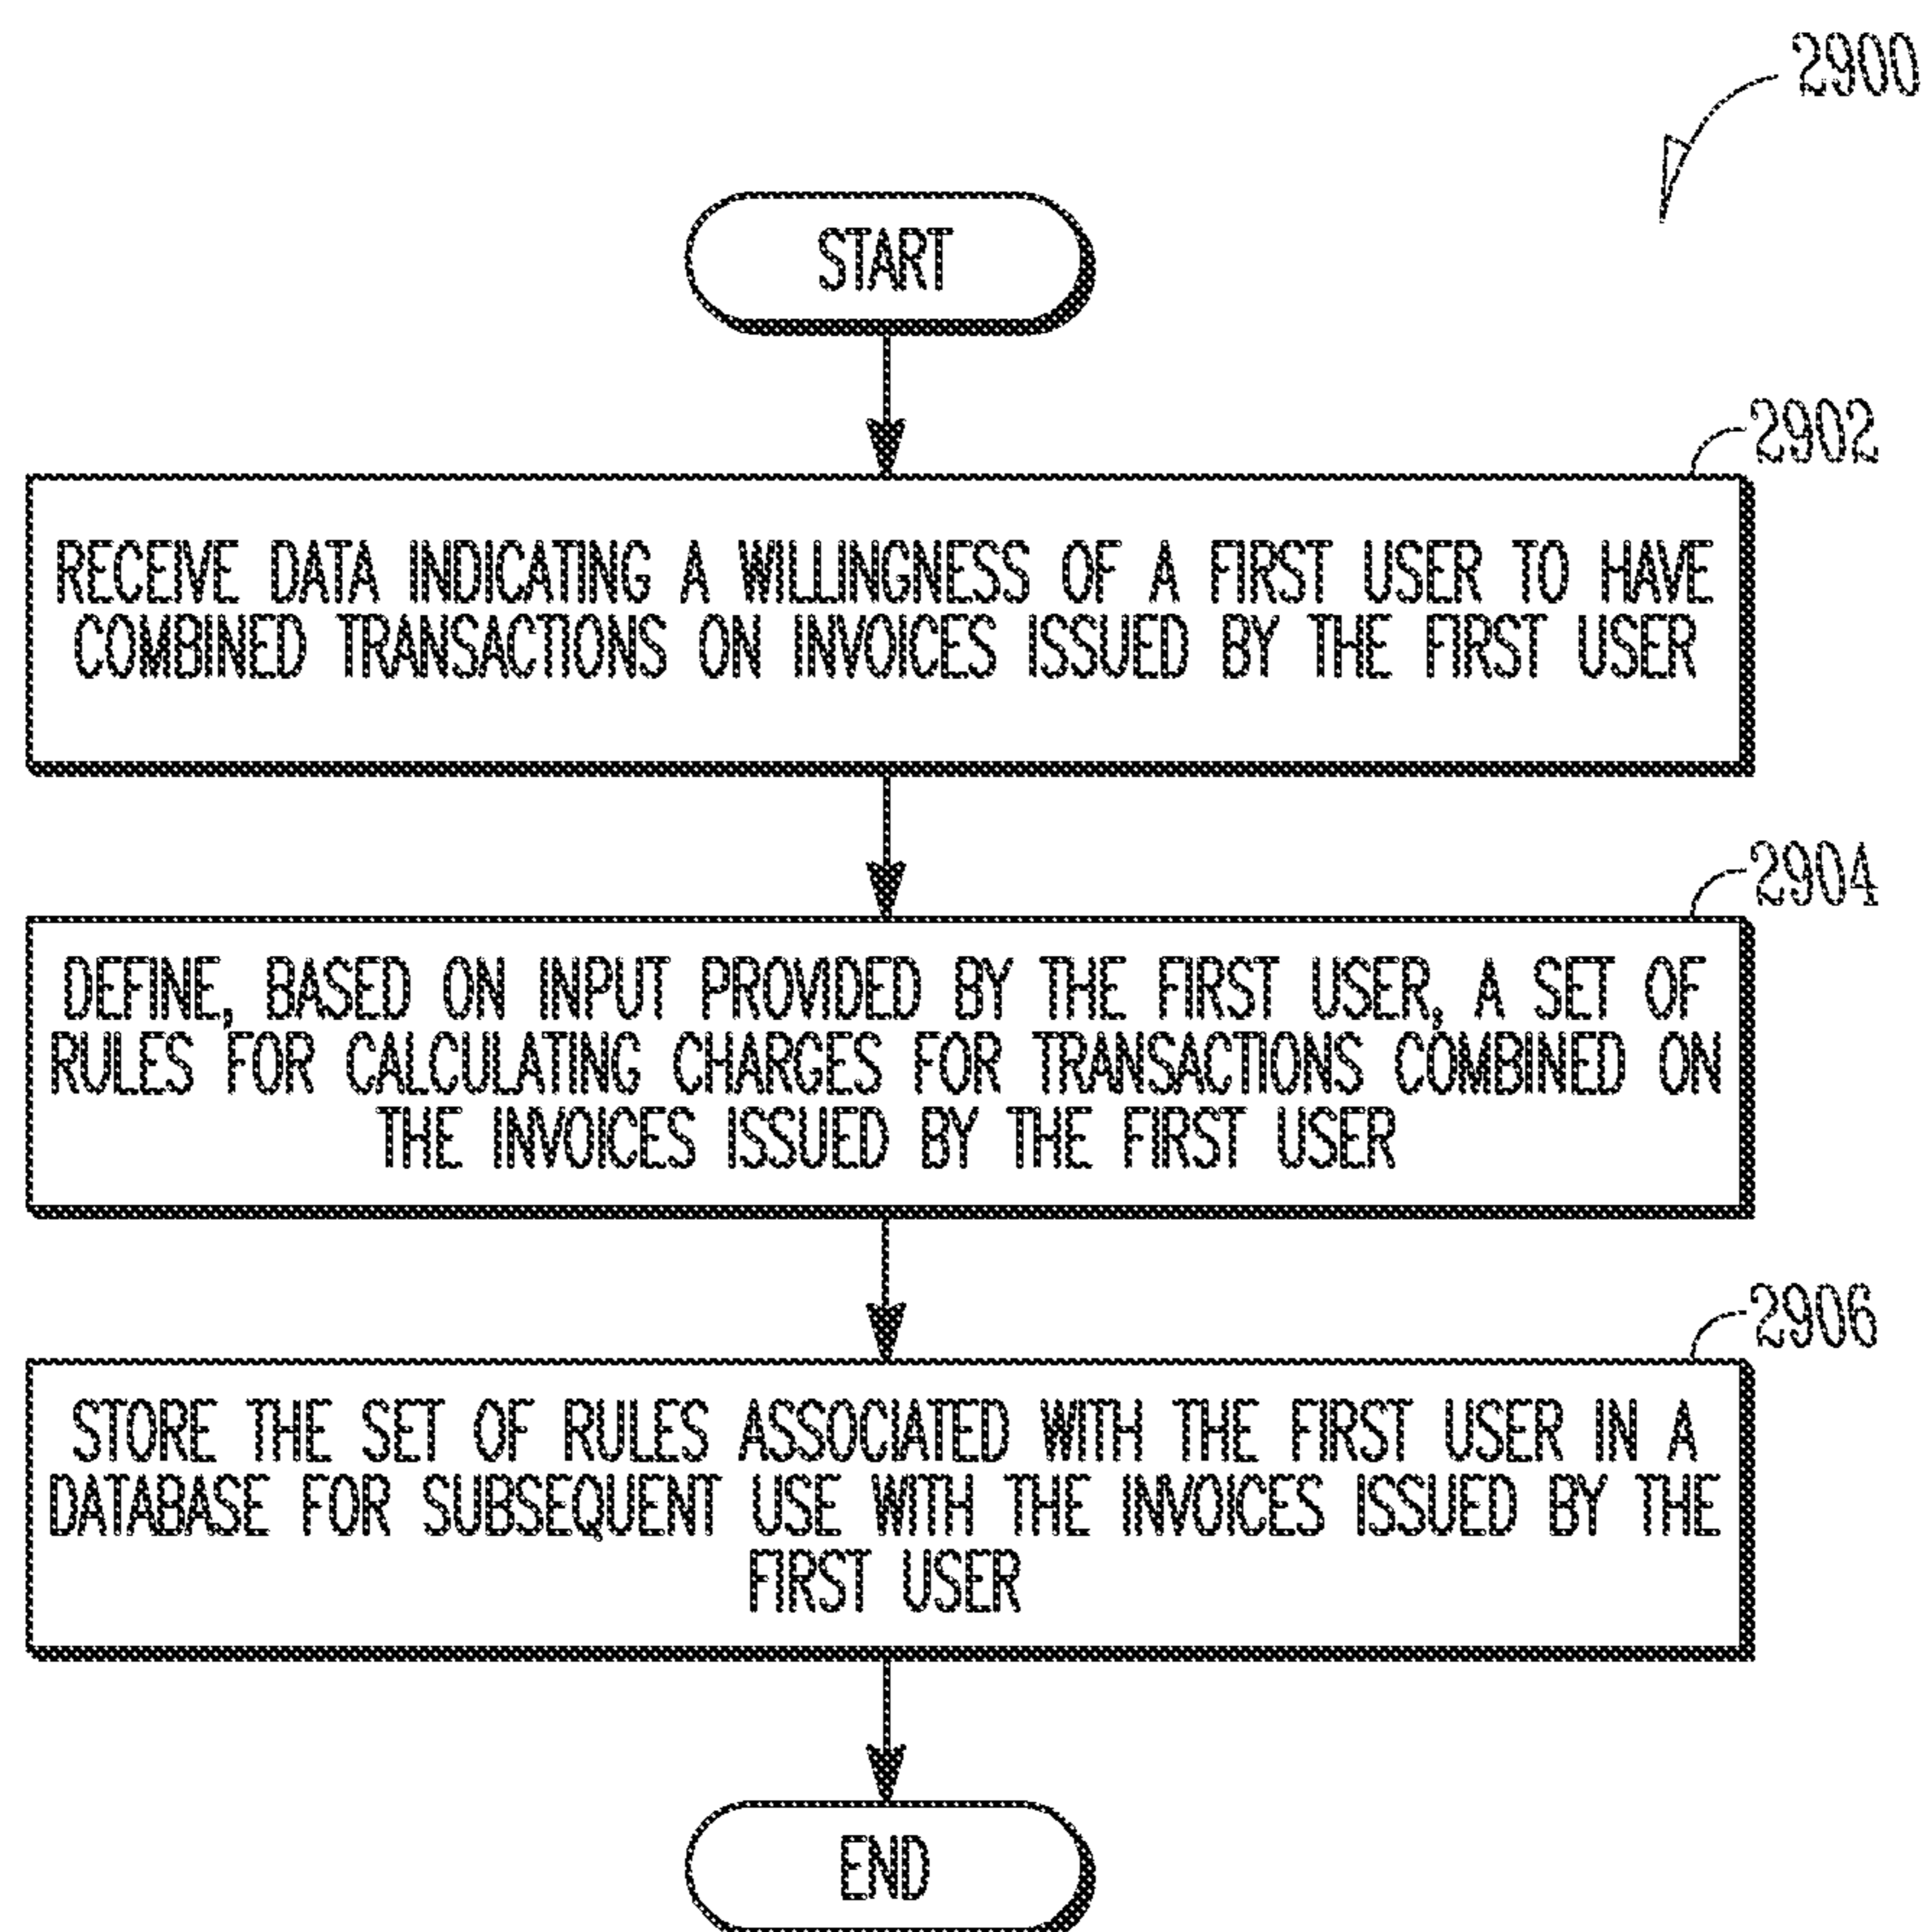 2900
START
2902
RECEIVE DATA INDICATING A WILLINGNESS OF A FIRST USER TO HAVE
COMBINED TRANSACTIONS ON INVOICES ISSUED BY THE FIRST USER
2904
DEFINE, BASED ON INPUT PROVIDED BY THE FIRST USER, A SET OF
RULES FOR CALCULATING CHARGES FOR TRANSACTIONS COMBINED ON
THE INVOICES ISSUED BY THE FIRST USER
2906
STORE THE SET OF RULES ASSOCIATED WITH THE FIRST USER IN A
DATABASE FOR SUBSEQUENT USE WITH THE INVOICES ISSUED BY THE
FIRST USER
END